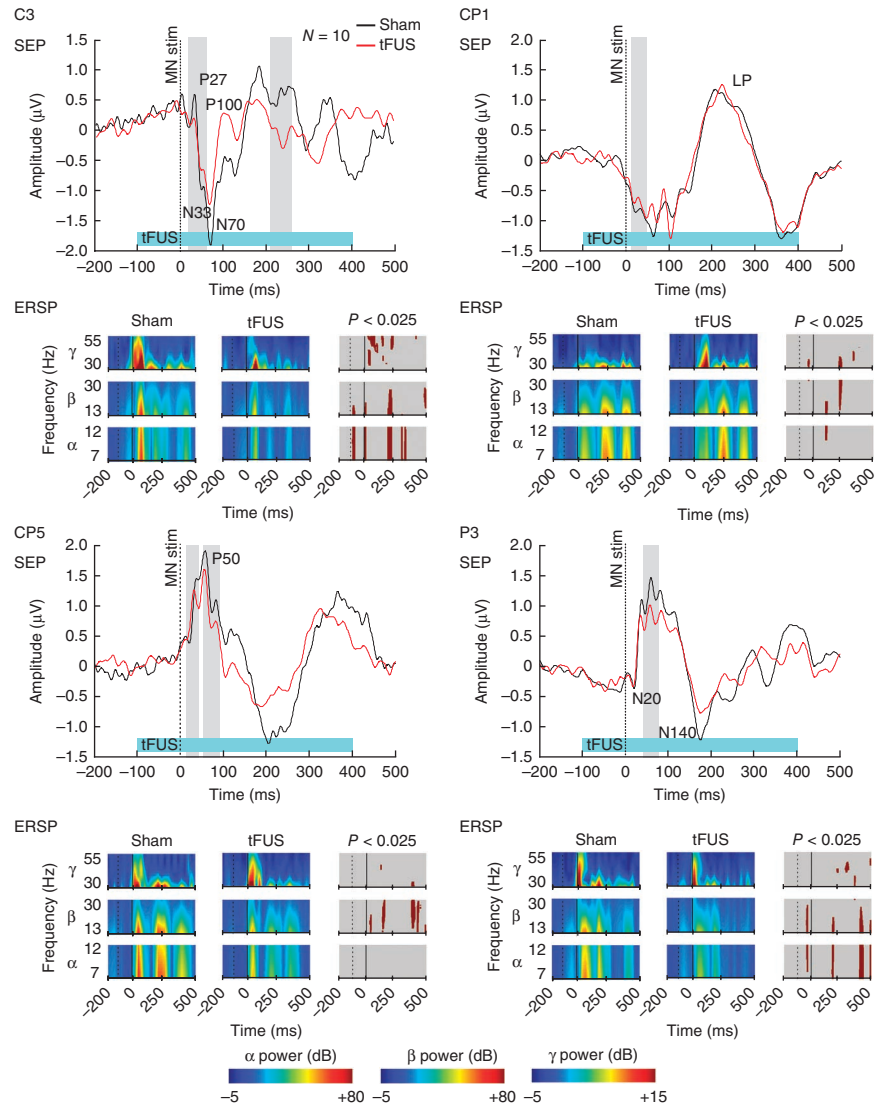 C3
SEP
MN stim
N = 10
Sham
tFUS
Amplitude (µV)
1.5
1.0
0.5
0
−0.5
−1.0
−1.5
−2.0
P27
P100
N33
N70
tFUS
−200 −100 0 100 200 300 400 500
Time (ms)
CP1
SEP
MN stim
Amplitude (µV)
2.0
1.5
1.0
0.5
0
−0.5
−1.0
−1.5
LP
tFUS
−200 −100 0 100 200 300 400 500
Time (ms)
ERSP
Sham tFUS P < 0.025
Frequency (Hz)
γ 55 30
β 30 13
α 12 7
−200 0 250 500 −200 0 250 500 −200 0 250 500
Time (ms)
ERSP
Sham tFUS P < 0.025
Frequency (Hz)
γ 55 30
β 30 13
α 12 7
−200 0 250 500 −200 0 250 500 −200 0 250 500
Time (ms)
CP5
SEP
MN stim
Amplitude (µV)
2.0
1.5
1.0
0.5
0
−0.5
−1.0
−1.5
P50
tFUS
−200 −100 0 100 200 300 400 500
Time (ms)
P3
SEP
MN stim
Amplitude (µV)
2.0
1.5
1.0
0.5
0
−0.5
−1.0
−1.5
N20
N140
tFUS
−200 −100 0 100 200 300 400 500
Time (ms)
ERSP
Sham tFUS P < 0.025
Frequency (Hz)
γ 55 30
β 30 13
α 12 7
−200 0 250 500 −200 0 250 500 −200 0 250 500
Time (ms)
ERSP
Sham tFUS P < 0.025
Frequency (Hz)
γ 55 30
β 30 13
α 12 7
−200 0 250 500 −200 0 250 500 −200 0 250 500
Time (ms)
α power (dB) β power (dB) γ power (dB)
−5 +80 −5 +80 −5 +15